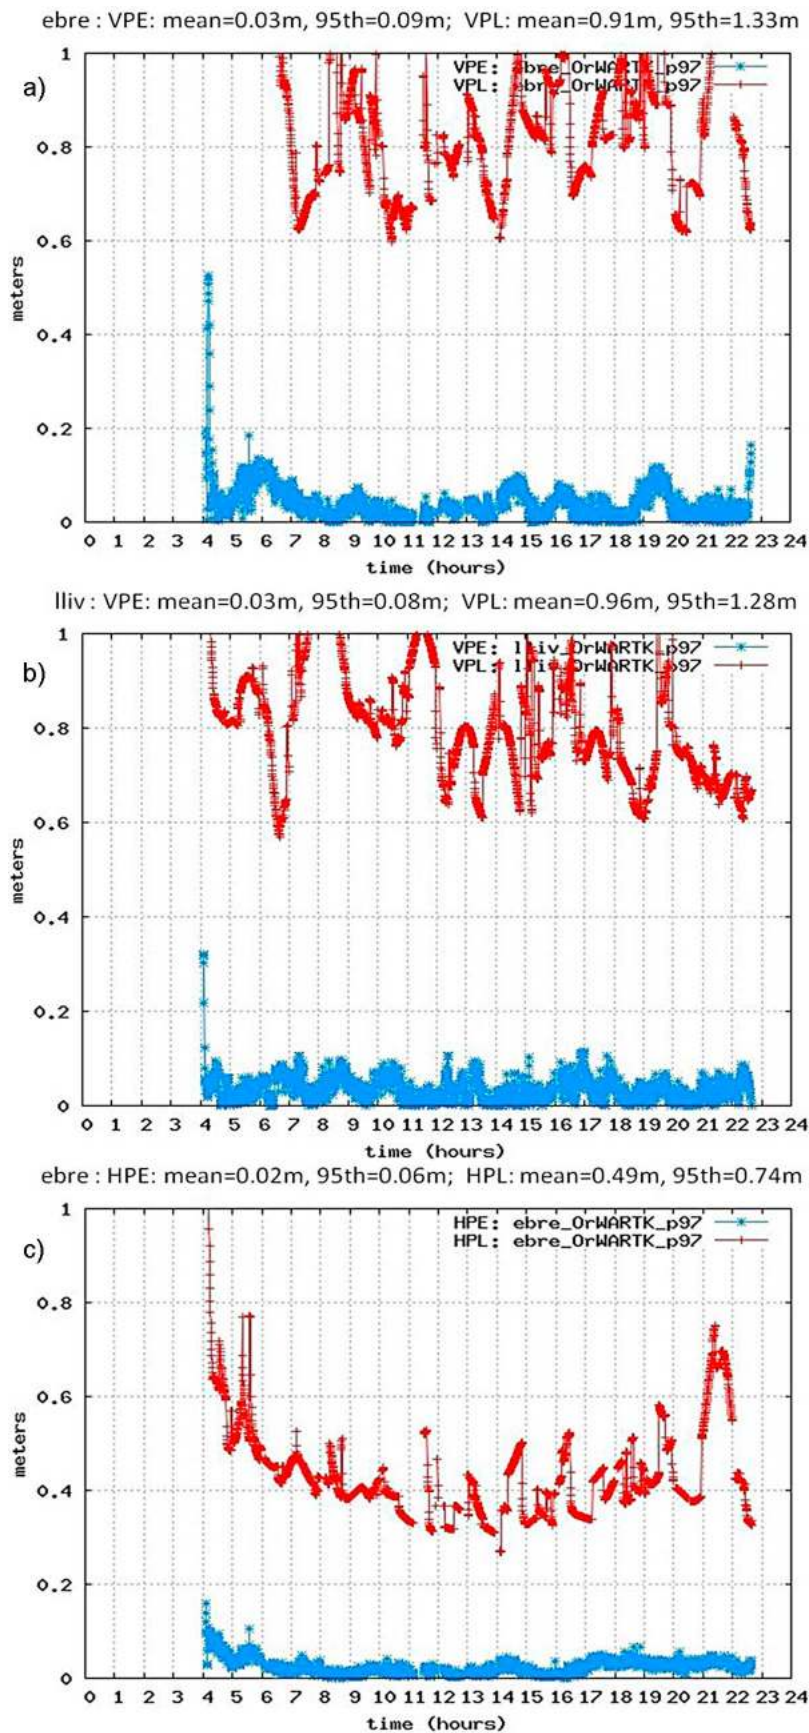 ebre : VPE: mean=0.03m, 95th=0.09m; VPL: mean=0.91m, 95th=1.33m
a)
VPE: ebre_OrWARTK_p97
VPL: ebre_OrWARTK_p97
1
0.8
0.6
0.4
0.2
0
meters
0 1 2 3 4 5 6 7 8 9 10 11 12 13 14 15 16 17 18 19 20 21 22 23 24
time (hours)
lliv : VPE: mean=0.03m, 95th=0.08m; VPL: mean=0.96m, 95th=1.28m
b)
VPE: lliv_OrWARTK_p97
VPL: lliv_OrWARTK_p97
1
0.8
0.6
0.4
0.2
0
meters
0 1 2 3 4 5 6 7 8 9 10 11 12 13 14 15 16 17 18 19 20 21 22 23 24
time (hours)
ebre : HPE: mean=0.02m, 95th=0.06m; HPL: mean=0.49m, 95th=0.74m
c)
HPE: ebre_OrWARTK_p97
HPL: ebre_OrWARTK_p97
1
0.8
0.6
0.4
0.2
0
meters
0 1 2 3 4 5 6 7 8 9 10 11 12 13 14 15 16 17 18 19 20 21 22 23 24
time (hours)